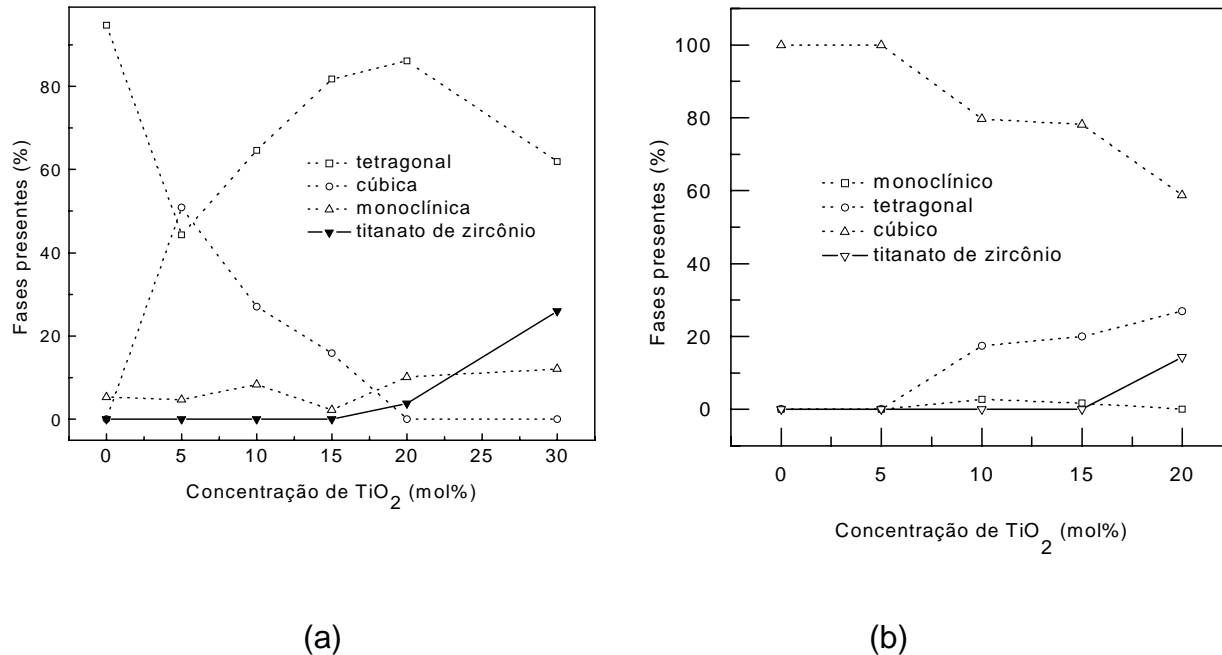 80
60
40
20
0
Fases presentes (%)
tetragonal
cúbica
monoclínica
titanato de zircônio
0 5 10 15 20 25 30
Concentração de TiO2 (mol%)
(a)
100
80
60
40
20
0
Fases presentes (%)
monoclínico
tetragonal
cúbico
titanato de zircônio
0 5 10 15 20
Concentração de TiO2 (mol%)
(b)